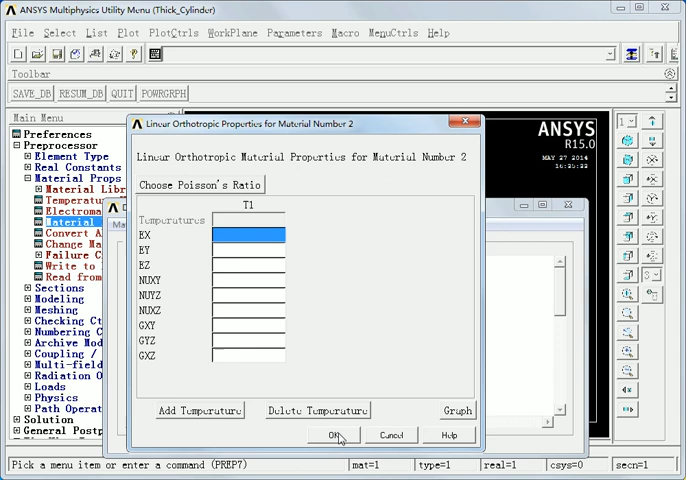 ANSYS Multiphysics Utility Menu (Thick_Cylinder)
File Select List Plot PlotCtrls WorkPlane Parameters Macro MenuCtrls Help
Toolbar
SAVE_DB RESUM_DB QUIT POWRGRPH
Main Menu
Preferences
Preprocessor
Element Type
Real Constants
Material Props
Material Libr
Temperatu
Electroma
Material
Convert A
Change Ma
Failure C
Write to
Read from
Sections
Modeling
Meshing
Checking Ct
Numbering C
Archive Mod
Coupling /
Multi-field
Radiation O
Loads
Physics
Path Operat
Solution
General Postp
Linear Orthotropic Properties for Material Number 2
Linear Orthotropic Material Properties for Material Number 2
Choose Poisson's Ratio
T1
Temperatures
EX
EY
EZ
NUXY
NUYZ
NUXZ
GXY
GYZ
GXZ
Add Temperature Delete Temperature Graph
OK Cancel Help
ANSYS
R15.0
MAY 27 2014
1
3
Pick a menu item or enter a command (PREP7) mat=1 type=1 real=1 csys=0 secn=1